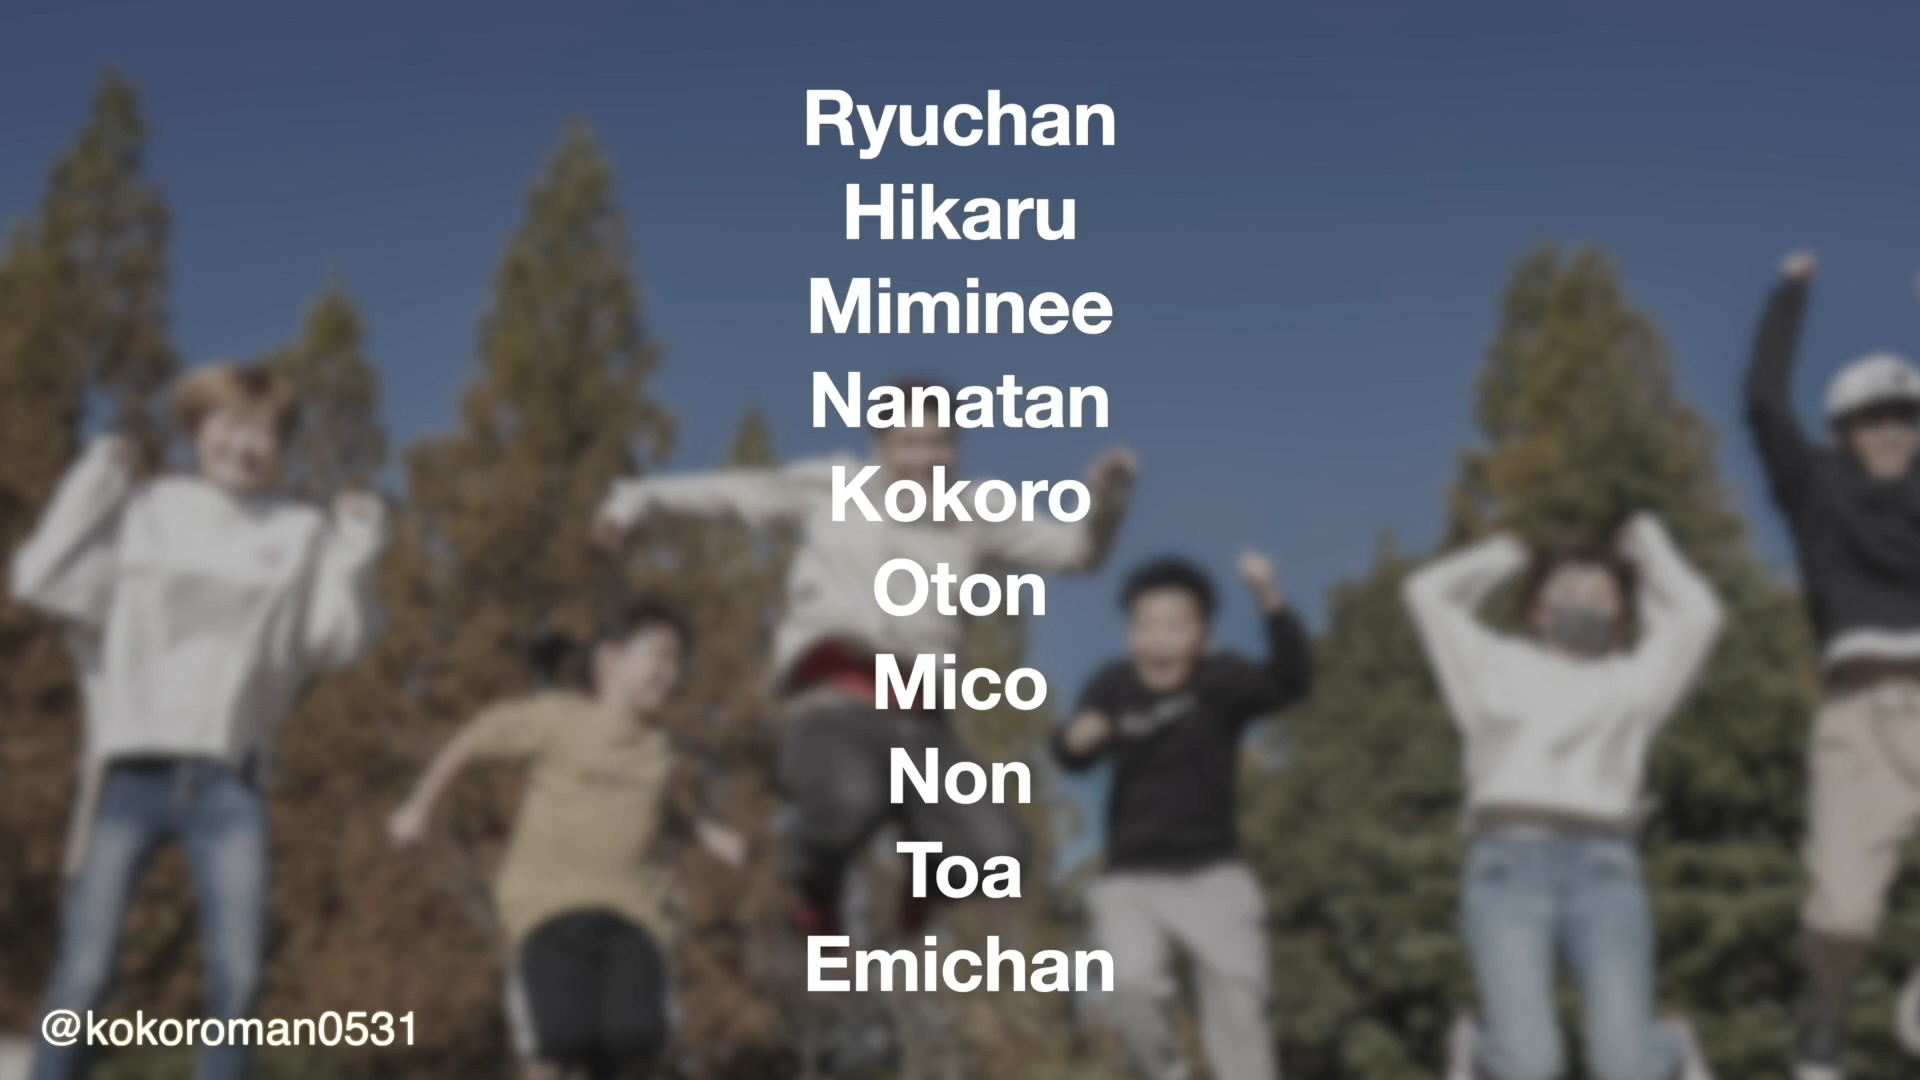 Ryuchan
Hikaru
Miminee
Nanatan
Kokoro
Oton
Mico
Non
Toa
Emichan
@kokoroman0531